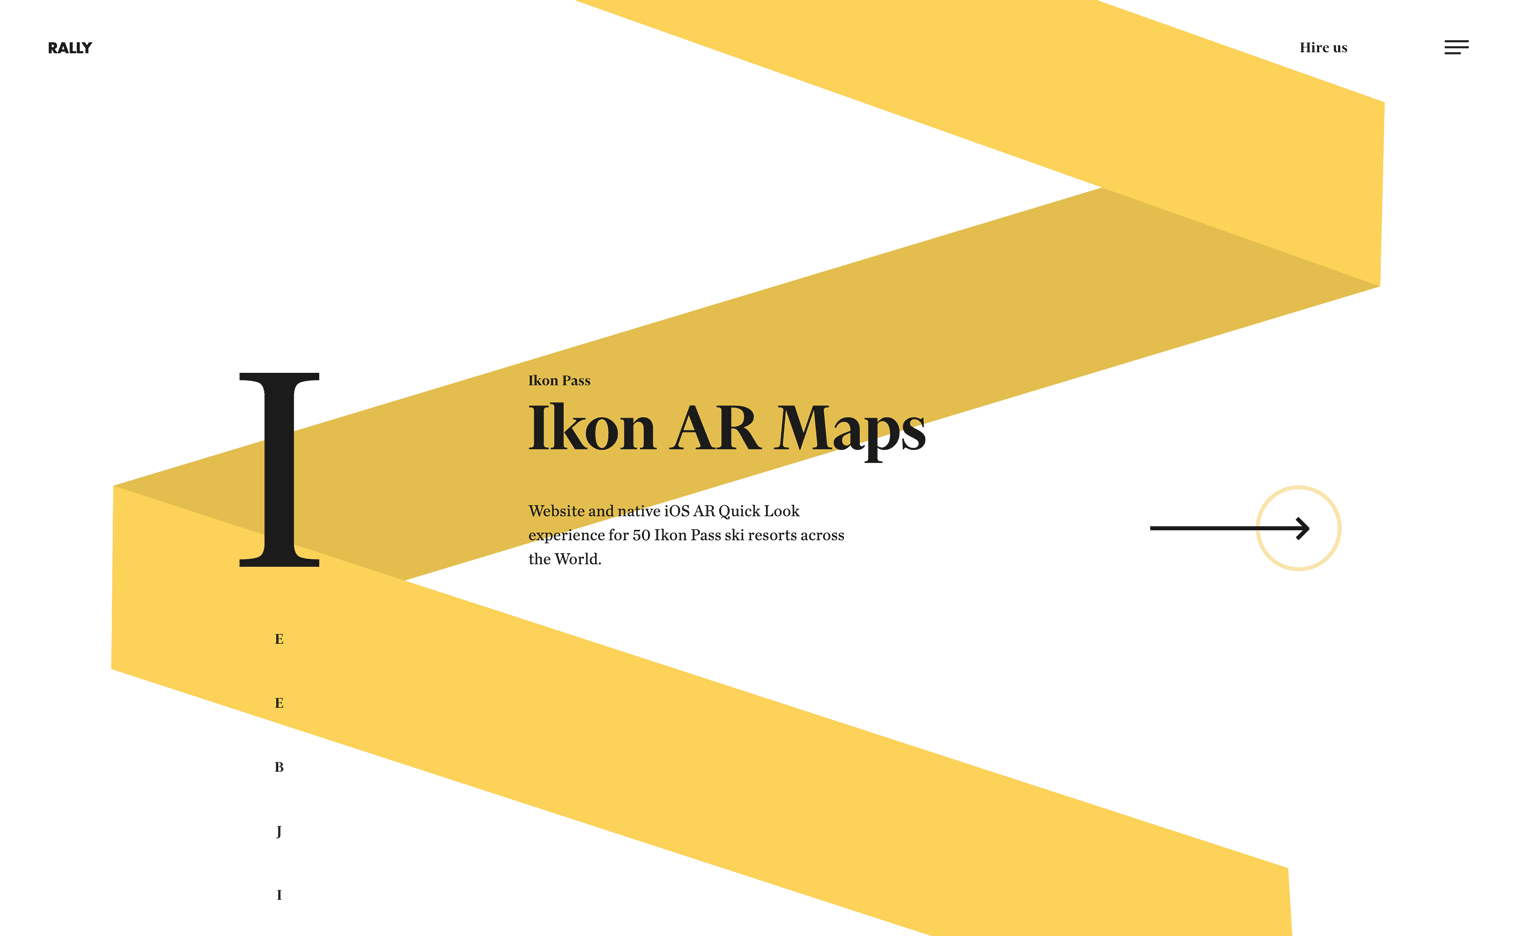 RALLY
Hire us
I
Ikon Pass
Ikon AR Maps
Website and native iOS AR Quick Look
experience for 50 Ikon Pass ski resorts across
the World.
E
E
B
J
I